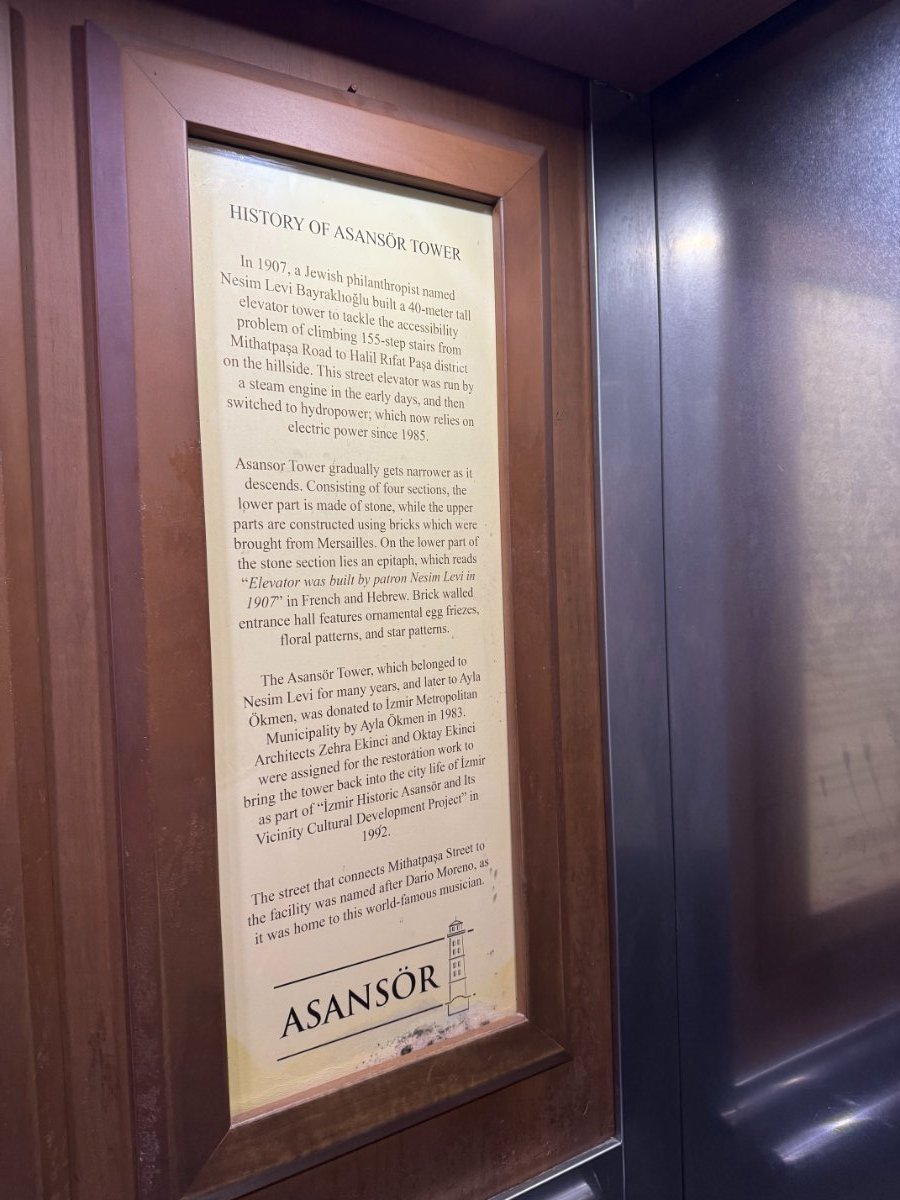 HISTORY OF ASANSÖR TOWER
In 1907, a Jewish philanthropist named
Nesim Levi Bayraklıoğlu built a 40-meter tall
elevator tower to tackle the accessibility
problem of climbing 155-step stairs from
Mithatpaşa Road to Halil Rıfat Paşa district
on the hillside. This street elevator was run by
a steam engine in the early days, and then
switched to hydropower; which now relies on
electric power since 1985.
Asansor Tower gradually gets narrower as it
descends. Consisting of four sections, the
lower part is made of stone, while the upper
parts are constructed using bricks which were
brought from Mersailles. On the lower part of
the stone section lies an epitaph, which reads
“Elevator was built by patron Nesim Levi in
1907” in French and Hebrew. Brick walled
entrance hall features ornamental egg friezes,
floral patterns, and star patterns.
The Asansör Tower, which belonged to
Nesim Levi for many years, and later to Ayla
Ökmen, was donated to İzmir Metropolitan
Municipality by Ayla Ökmen in 1983.
Architects Zehra Ekinci and Oktay Ekinci
were assigned for the restoration work to
bring the tower back into the city life of İzmir
as part of “İzmir Historic Asansör and Its
Vicinity Cultural Development Project” in
1992.
The street that connects Mithatpaşa Street to
the facility was named after Dario Moreno, as
it was home to this world-famous musician.
ASANSÖR